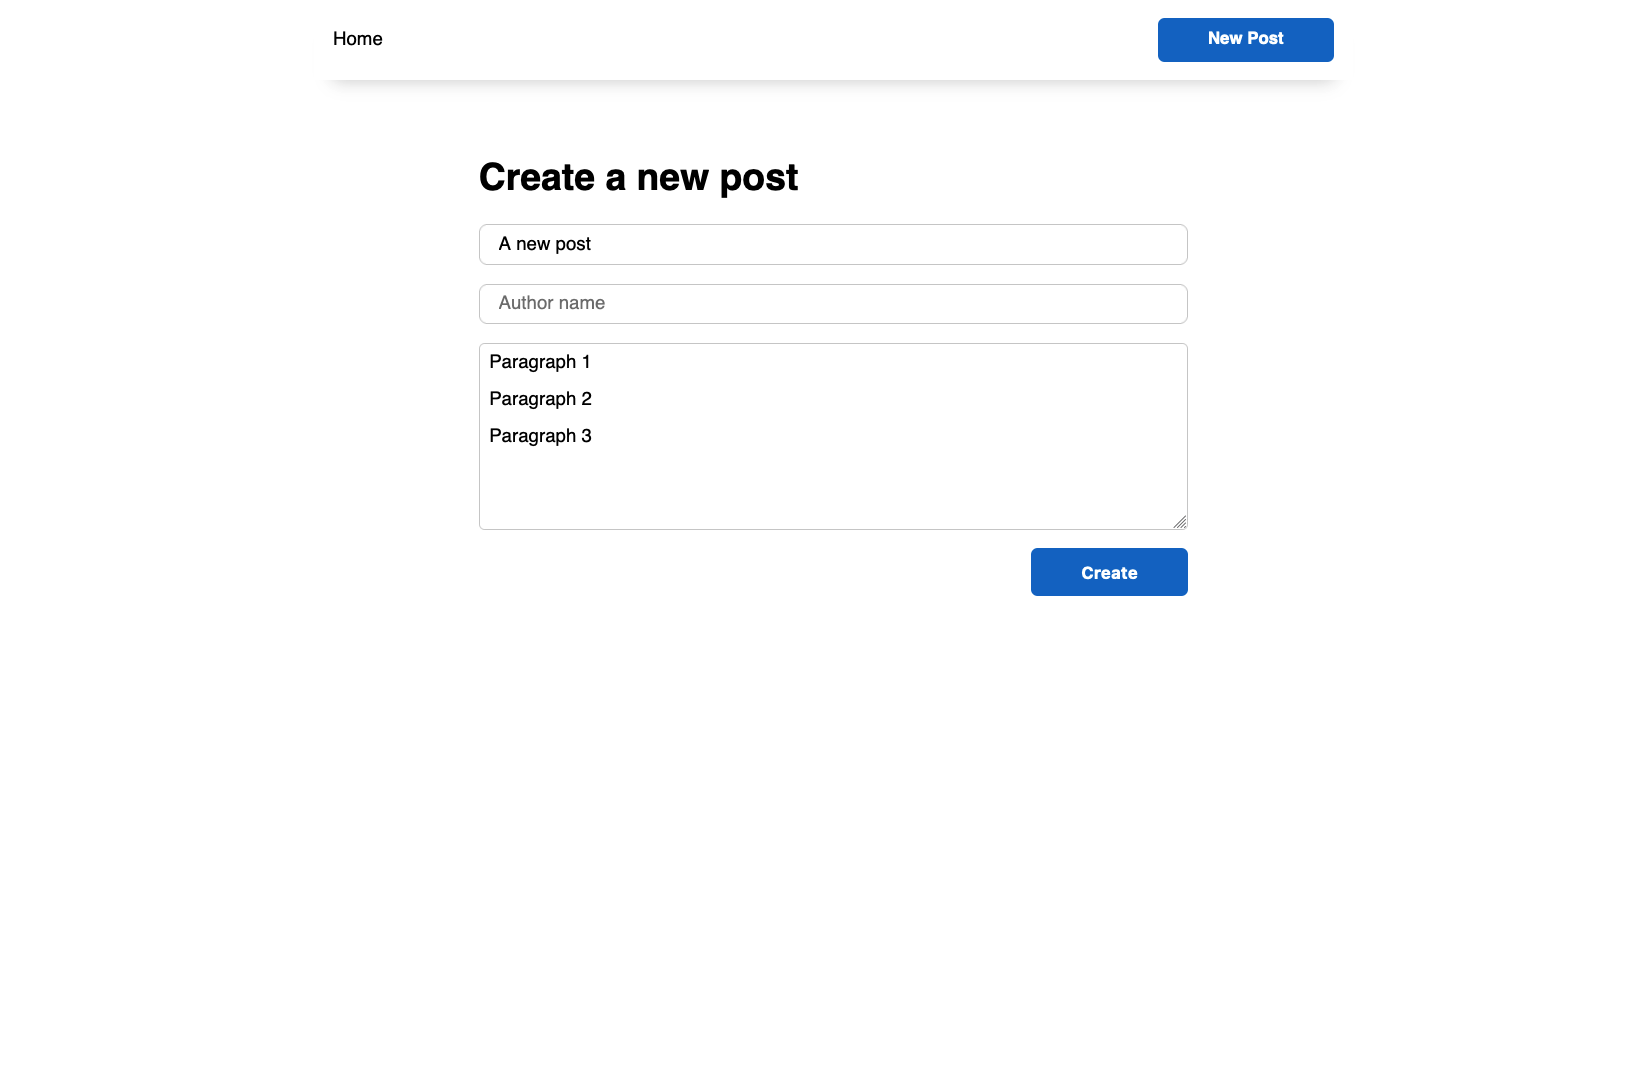 Home
New Post
Create a new post
A new post
Author name
Paragraph 1
Paragraph 2
Paragraph 3
Create